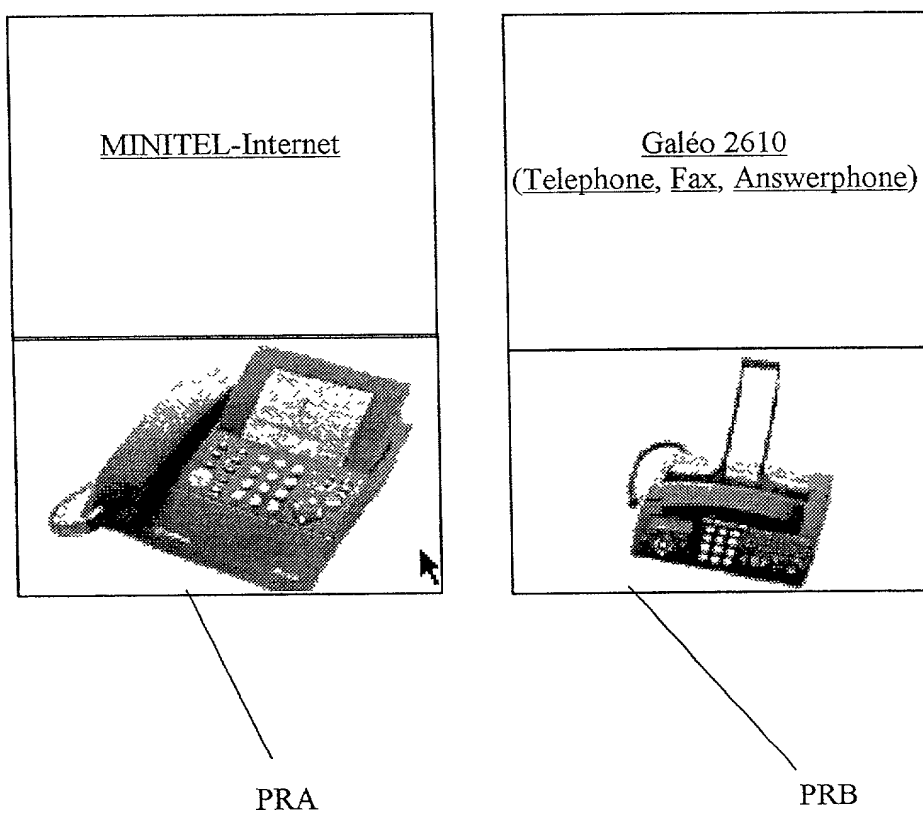 MINITEL-Internet
Galéo 2610
(Telephone, Fax, Answerphone)
PRA
PRB